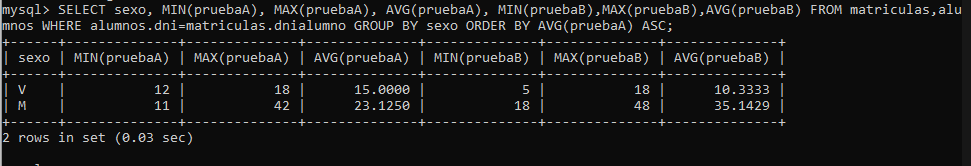 mysql> SELECT sexo, MIN(pruebaA), MAX(pruebaA), AVG(pruebaA), MIN(pruebaB),MAX(pruebaB),AVG(pruebaB) FROM matriculas,alu
mnos WHERE alumnos.dni=matriculas.dnialumno GROUP BY sexo ORDER BY AVG(pruebaA) ASC;
+------+--------------+--------------+--------------+--------------+--------------+--------------+
| sexo | MIN(pruebaA) | MAX(pruebaA) | AVG(pruebaA) | MIN(pruebaB) | MAX(pruebaB) | AVG(pruebaB) |
+------+--------------+--------------+--------------+--------------+--------------+--------------+
| V    |           12 |           18 |      15.0000 |            5 |           18 |      10.3333 |
| M    |           11 |           42 |      23.1250 |           18 |           48 |      35.1429 |
+------+--------------+--------------+--------------+--------------+--------------+--------------+
2 rows in set (0.03 sec)